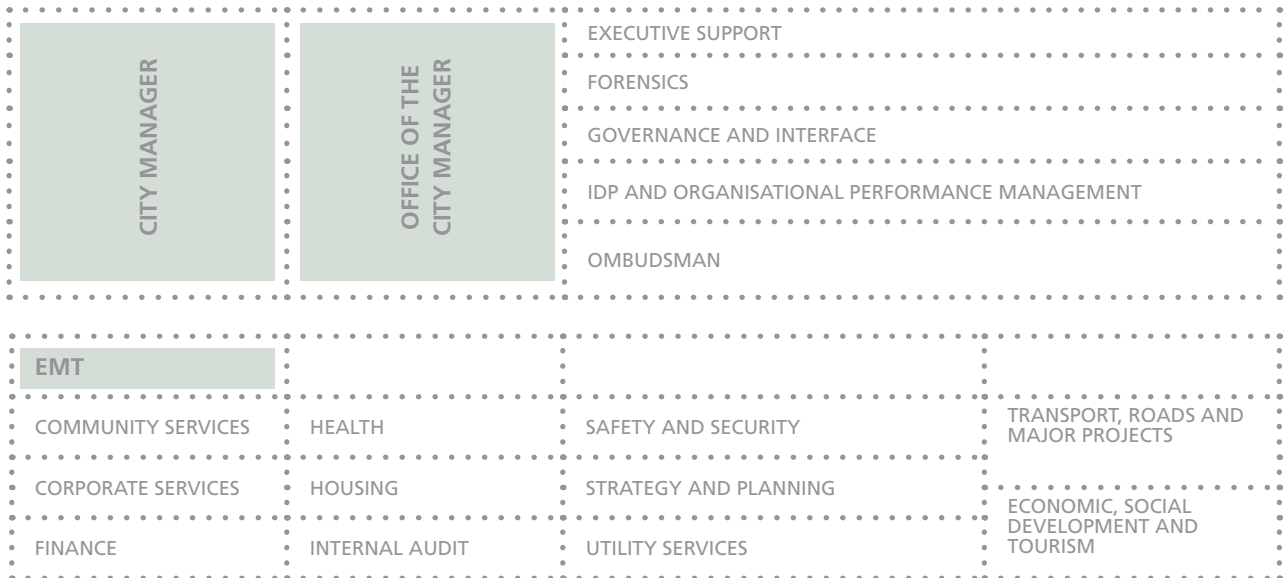 CITY MANAGER
OFFICE OF THE
CITY MANAGER
EXECUTIVE SUPPORT
FORENSICS
GOVERNANCE AND INTERFACE
IDP AND ORGANISATIONAL PERFORMANCE MANAGEMENT
OMBUDSMAN
EMT
COMMUNITY SERVICES
HEALTH
SAFETY AND SECURITY
TRANSPORT, ROADS AND
MAJOR PROJECTS
CORPORATE SERVICES
HOUSING
STRATEGY AND PLANNING
ECONOMIC, SOCIAL
DEVELOPMENT AND
TOURISM
FINANCE
INTERNAL AUDIT
UTILITY SERVICES